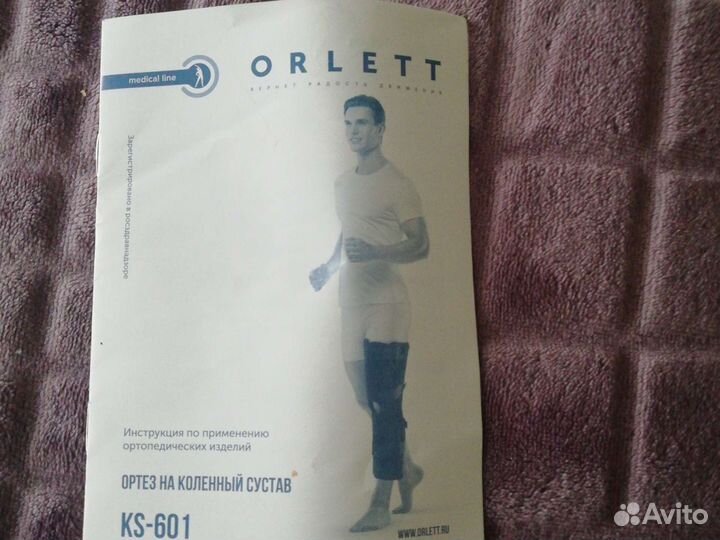 medical line
ORLETT
ВЕРНЕТ РАДОСТЬ ДВИЖЕНИЯ
Зарегистрировано в росздравнадзоре
Инструкция по применению
ортопедических изделий
ОРТЕЗ НА КОЛЕННЫЙ СУСТАВ
KS-601
WWW.ORLETT.RU
Avito